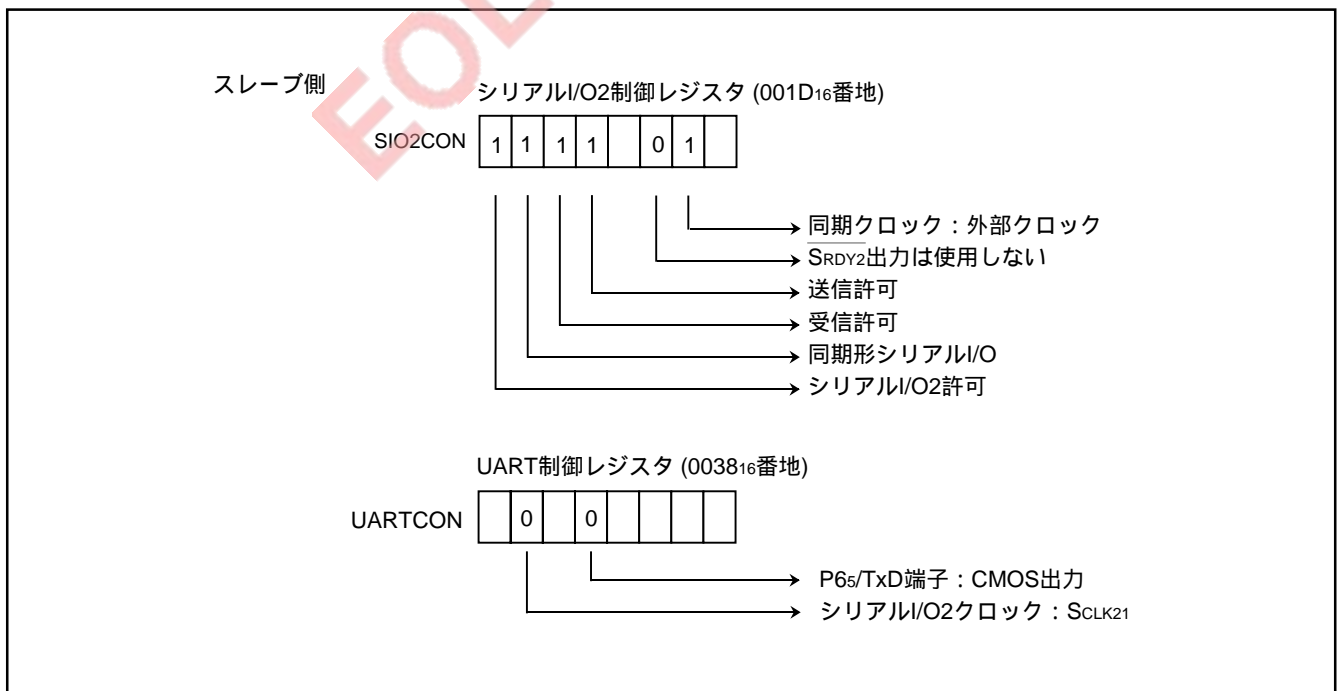 EOL
スレーブ側
シリアルI/O2制御レジスタ (001D16番地)
SIO2CON 1 1 1 1 0 1
同期クロック：外部クロック
SRDY2出力は使用しない
送信許可
受信許可
同期形シリアルI/O
シリアルI/O2許可
UART制御レジスタ (003816番地)
UARTCON 0 0
P65/TxD端子：CMOS出力
シリアルI/O2クロック：SCLK21